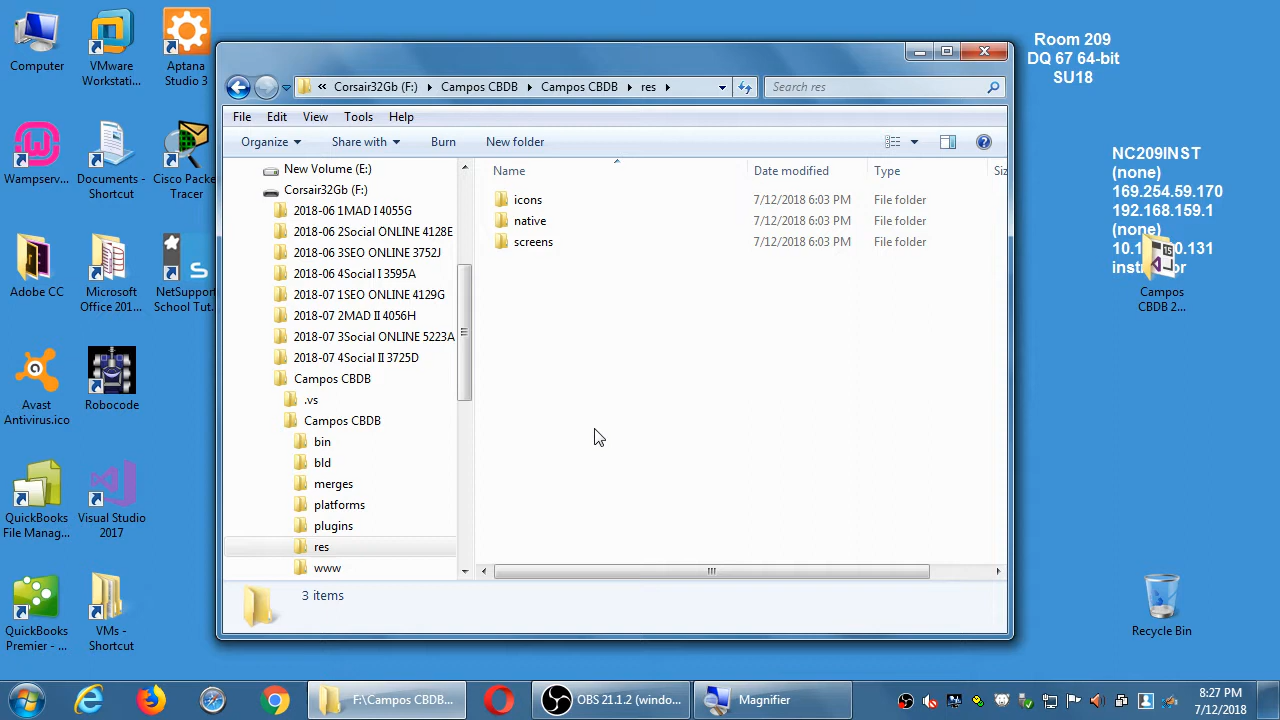 Computer
VMware
Workstati...
Aptana
Studio 3
Wampserv...
Documents -
Shortcut
Cisco Packe
Tracer
Adobe CC
Microsoft
Office 201...
NetSupport
School Tut...
Avast
Antivirus.ico
Robocode
QuickBooks
File Manag...
Visual Studio
2017
QuickBooks
Premier - ...
VMs -
Shortcut
Room 209
DQ 67 64-bit
SU18
NC209INST
(none)
169.254.59.170
192.168.159.1
(none)
Campos
CBDB 2...
Recycle Bin
« Corsair32Gb (F:) Campos CBDB Campos CBDB res
Search res
File Edit View Tools Help
Organize Share with Burn New folder
New Volume (E:)
Corsair32Gb (F:)
2018-06 1MAD I 4055G
2018-06 2Social ONLINE 4128E
2018-06 3SEO ONLINE 3752J
2018-06 4Social I 3595A
2018-07 1SEO ONLINE 4129G
2018-07 2MAD II 4056H
2018-07 3Social ONLINE 5223A
2018-07 4Social II 3725D
Campos CBDB
.vs
Campos CBDB
bin
bld
merges
platforms
plugins
res
www
Name Date modified Type Siz
icons 7/12/2018 6:03 PM File folder
native 7/12/2018 6:03 PM File folder
screens 7/12/2018 6:03 PM File folder
3 items
F:\Campos CBDB...
OBS 21.1.2 (windo...
Magnifier
8:27 PM
7/12/2018